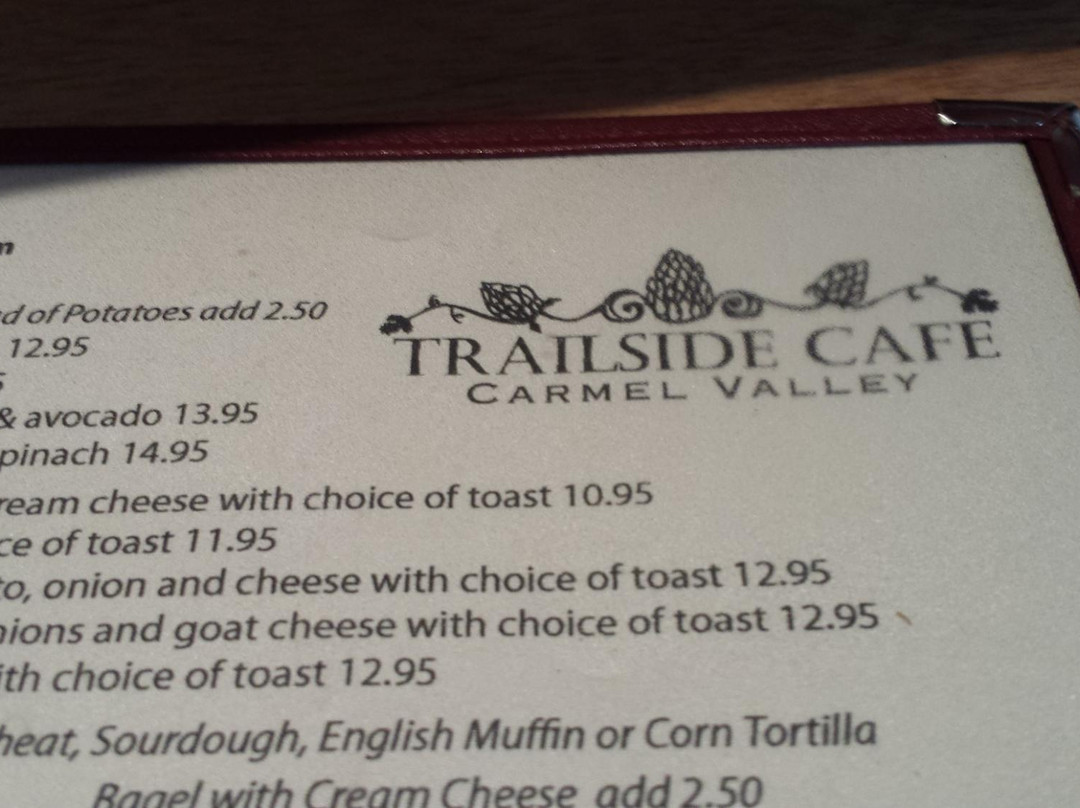 TRAILSIDE CAFE
CARMEL VALLEY
of Potatoes add 2.50
12.95
& avocado 13.95
pinach 14.95
ream cheese with choice of toast 10.95
ce of toast 11.95
to, onion and cheese with choice of toast 12.95
nions and goat cheese with choice of toast 12.95
ith choice of toast 12.95
heat, Sourdough, English Muffin or Corn Tortilla
Bagel with Cream Cheese add 2.50